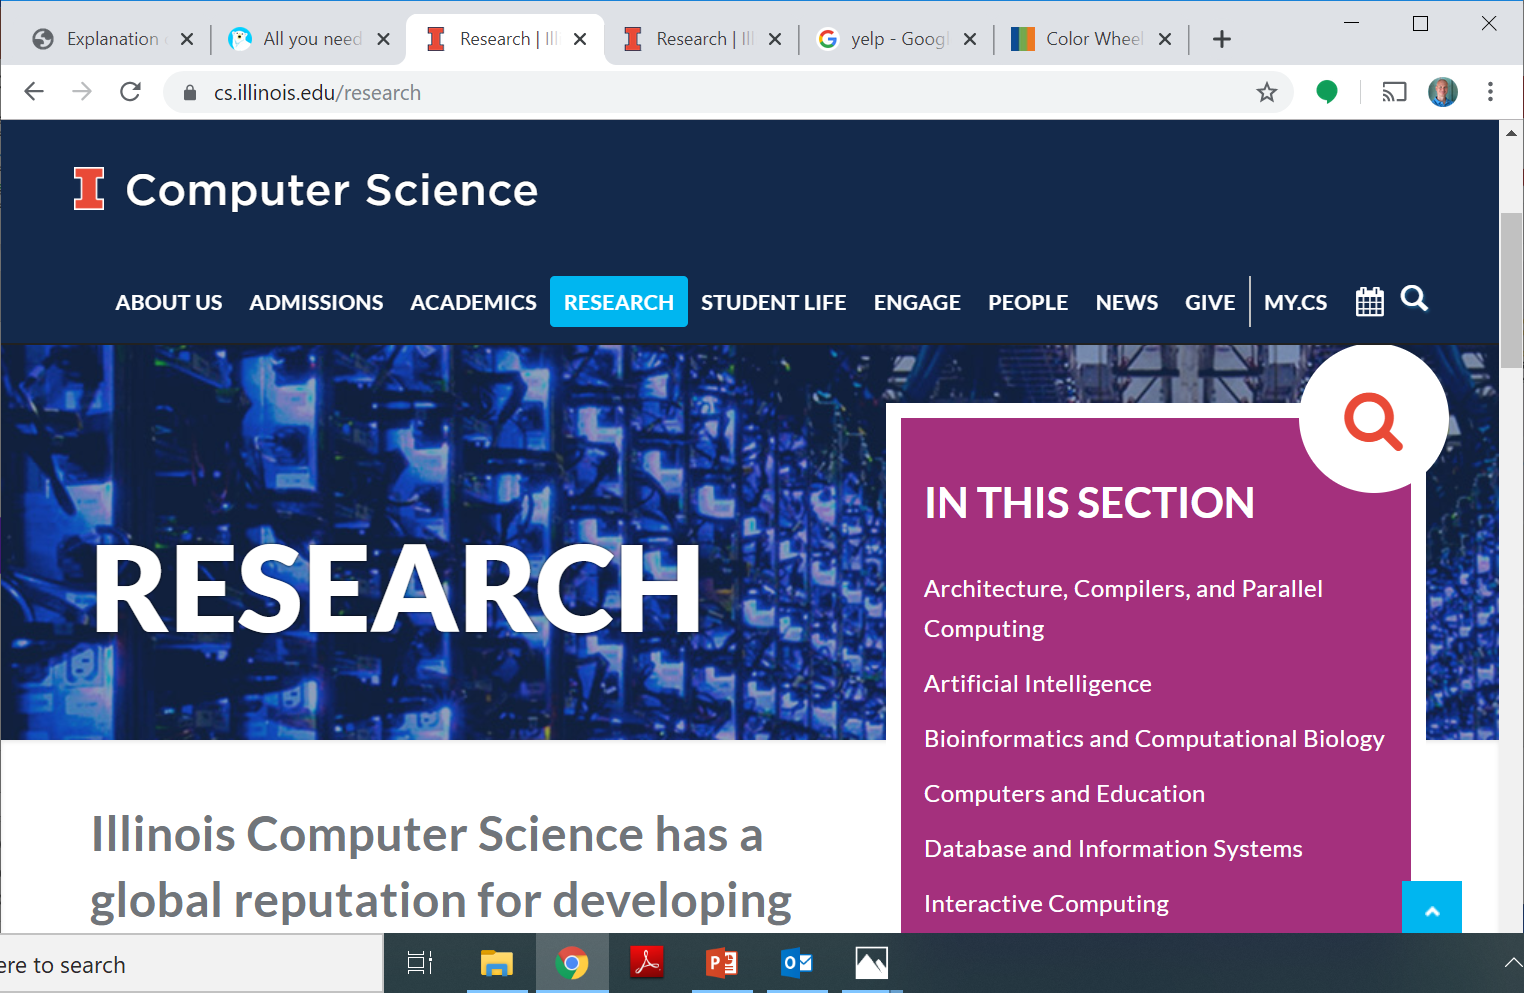 Explanation
All you need
Research | Ill
Research | Ill
yelp - Googl
Color Wheel
cs.illinois.edu/research
I Computer Science
ABOUT US ADMISSIONS ACADEMICS RESEARCH STUDENT LIFE ENGAGE PEOPLE NEWS GIVE MY.CS
RESEARCH
IN THIS SECTION
Architecture, Compilers, and Parallel
Computing
Artificial Intelligence
Bioinformatics and Computational Biology
Computers and Education
Database and Information Systems
Interactive Computing
Illinois Computer Science has a
global reputation for developing
ere to search